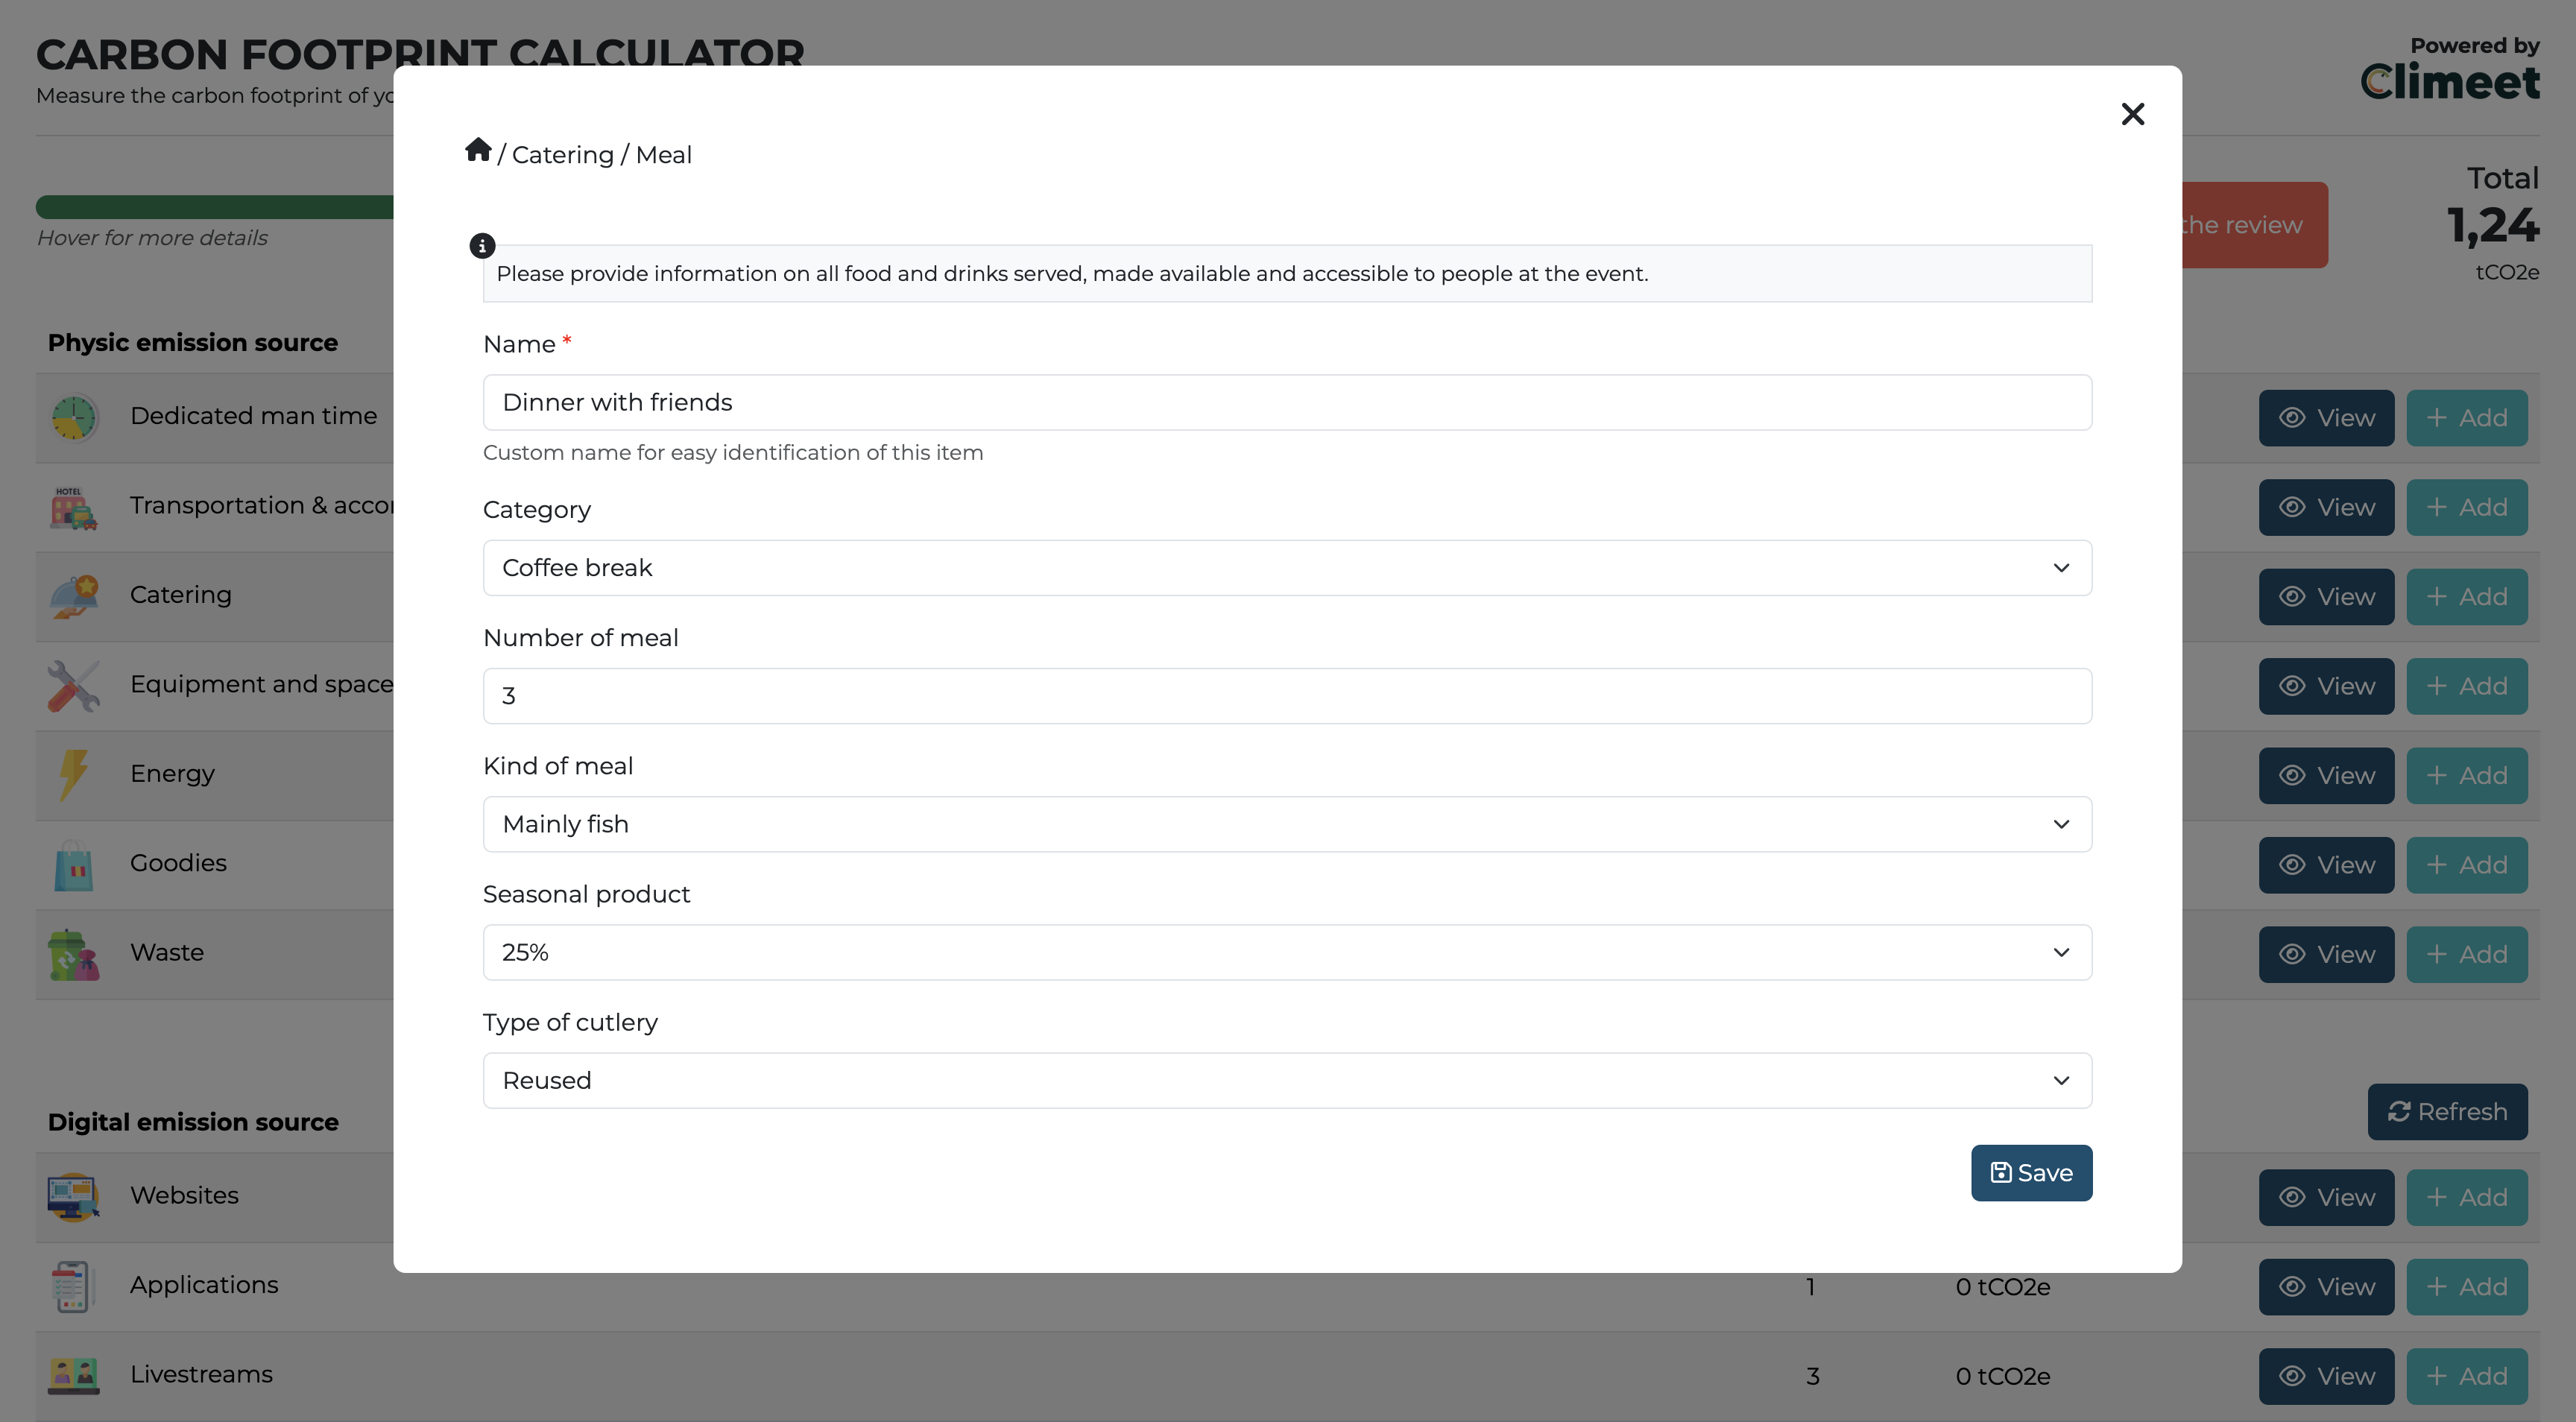 CARBON FOOTPRINT CALCULATOR
Measure the carbon footprint of yo
Powered by
Climeet
/ Catering / Meal
Hover for more details
the review
Total
1,24
tCO2e
Please provide information on all food and drinks served, made available and accessible to people at the event.
Name *
Dinner with friends
Custom name for easy identification of this item
Category
Coffee break
Number of meal
3
Kind of meal
Mainly fish
Seasonal product
25%
Type of cutlery
Reused
Save
Physic emission source
Dedicated man time View + Add
HOTEL
Transportation & accor View + Add
Catering View + Add
Equipment and space View + Add
Energy View + Add
Goodies View + Add
Waste View + Add
Digital emission source Refresh
Websites View + Add
Applications 1 0 tCO2e View + Add
Livestreams 3 0 tCO2e View + Add